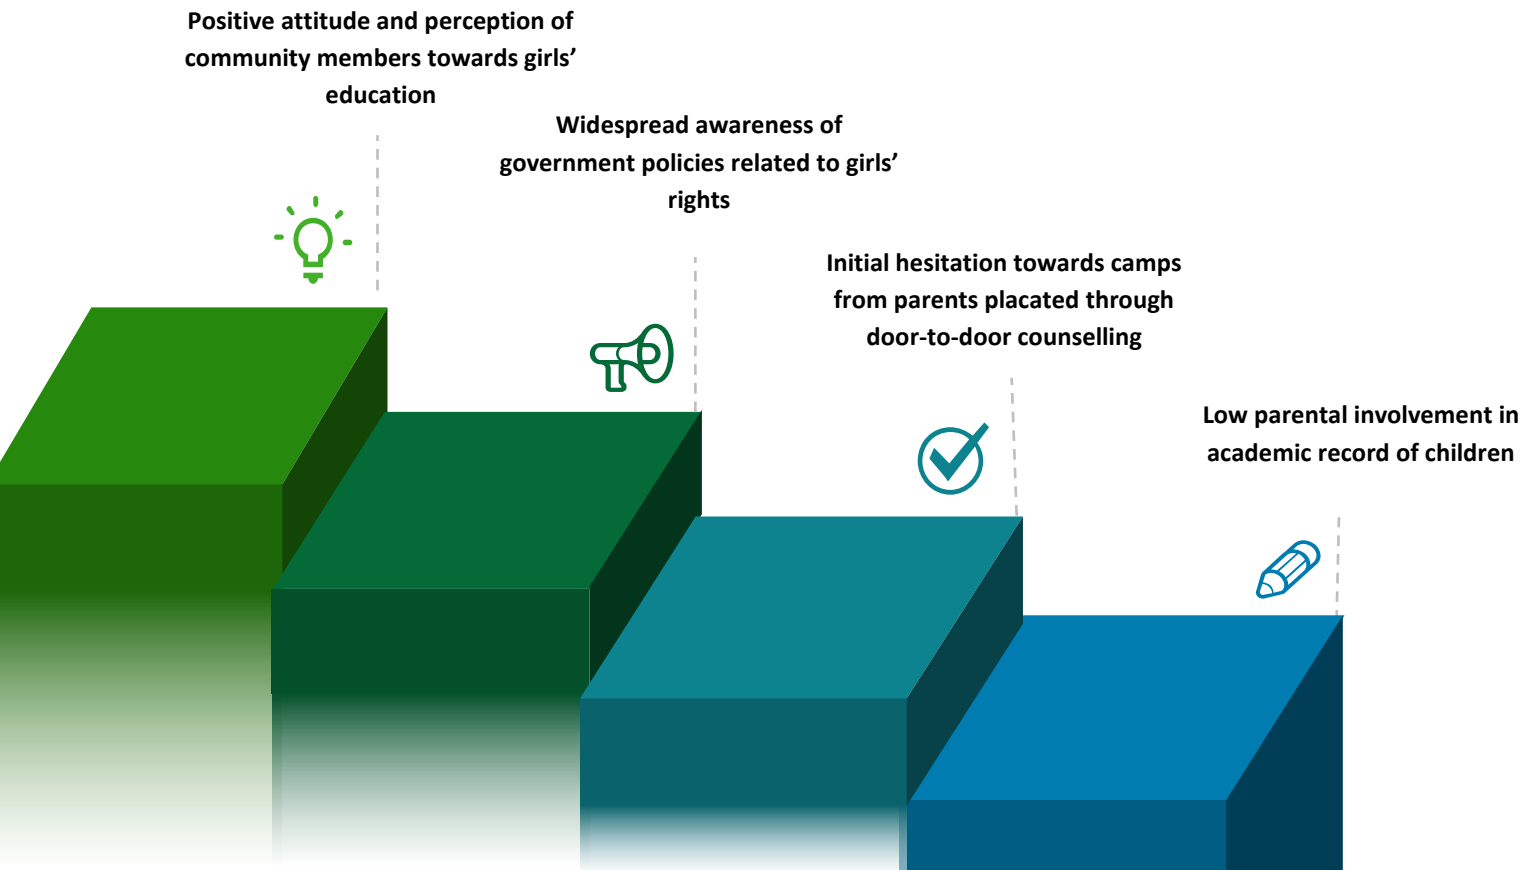 Positive attitude and perception of
community members towards girls’
education
Widespread awareness of
government policies related to girls’
rights
Initial hesitation towards camps
from parents placated through
door-to-door counselling
Low parental involvement in
academic record of children